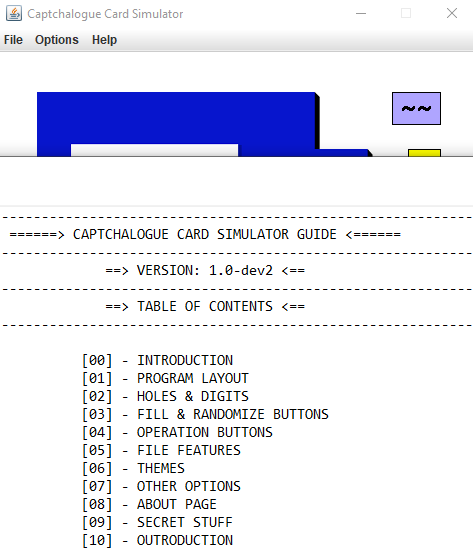 Captchalogue Card Simulator
File Options Help
~~
------------------------------------------------------------
======> CAPTCHALOGUE CARD SIMULATOR GUIDE <======
------------------------------------------------------------
==> VERSION: 1.0-dev2 <==
------------------------------------------------------------
==> TABLE OF CONTENTS <==
------------------------------------------------------------
[00] - INTRODUCTION
[01] - PROGRAM LAYOUT
[02] - HOLES & DIGITS
[03] - FILL & RANDOMIZE BUTTONS
[04] - OPERATION BUTTONS
[05] - FILE FEATURES
[06] - THEMES
[07] - OTHER OPTIONS
[08] - ABOUT PAGE
[09] - SECRET STUFF
[10] - OUTRODUCTION